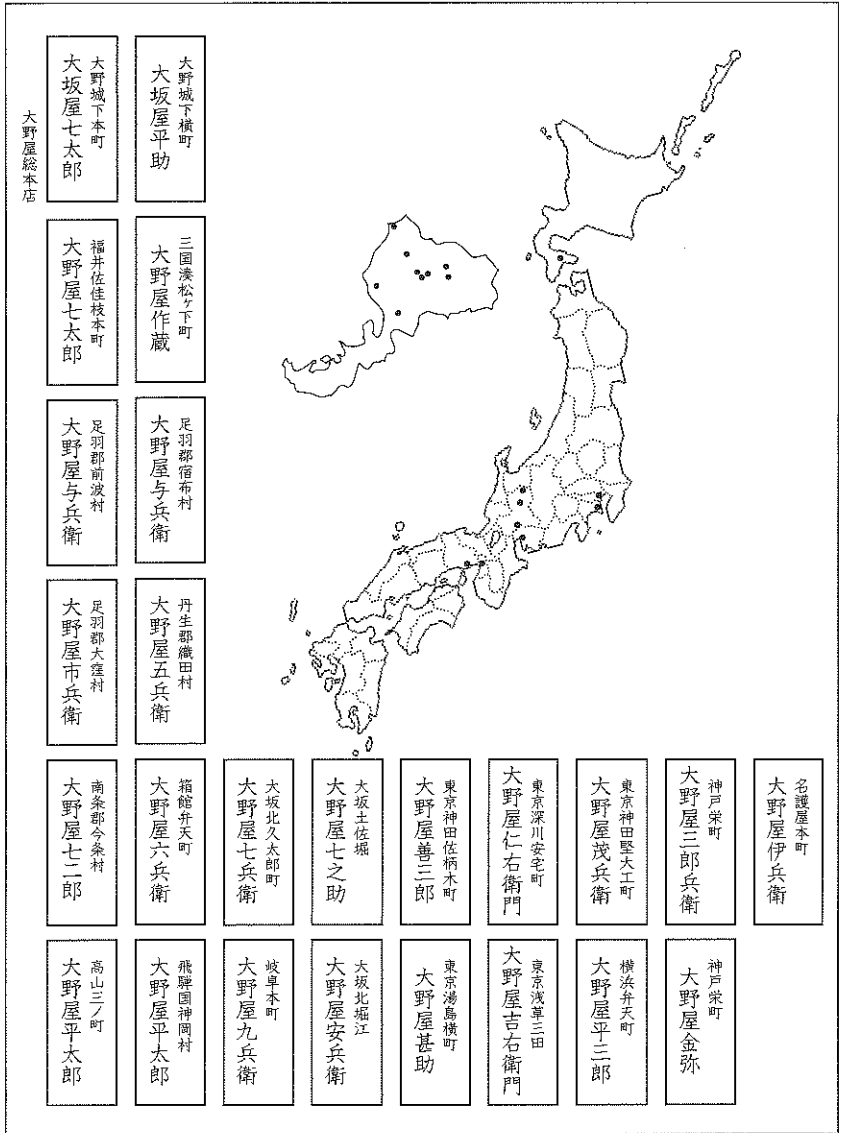 大野城下横町
大坂屋平助
大野城下本町
大坂屋七太郎
大野屋総本店
三国湊松ヶ下町
大野屋作蔵
福井佐佳枝本町
大野屋七太郎
足羽郡宿布村
大野屋与兵衛
足羽郡前波村
大野屋与兵衛
丹生郡織田村
大野屋五兵衛
足羽郡大窪村
大野屋市兵衛
名護屋本町
大野屋伊兵衛
神戸栄町
大野屋三郎兵衛
東京神田堅大工町
大野屋茂兵衛
東京深川安宅町
大野屋仁右衛門
東京神田佐柄木町
大野屋善三郎
大坂土佐堀
大野屋七之助
大坂北久太郎町
大野屋七兵衛
箱館弁天町
大野屋六兵衛
南条郡今条村
大野屋七二郎
神戸栄町
大野屋金弥
横浜弁天町
大野屋平三郎
東京浅草三田
大野屋吉右衛門
東京湯島横町
大野屋甚助
大坂北堀江
大野屋安兵衛
岐阜本町
大野屋九兵衛
飛騨国神岡村
大野屋平太郎
高山三ノ町
大野屋平太郎